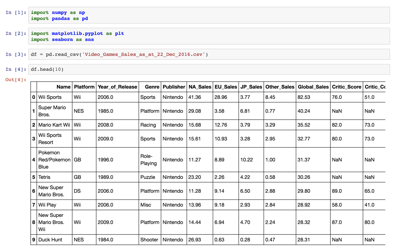 In [1]: import numpy as np
import pandas as pd
In [2]: import matplotlib.pyplot as plt
import seaborn as sns
In [3]: df = pd.read_csv('Video_Games_Sales_as_at_22_Dec_2016.csv')
In [4]: df.head(10)
Out[4]:
Name Platform Year_of_Release Genre Publisher NA_Sales EU_Sales JP_Sales Other_Sales Global_Sales Critic_Score Critic_Co
0 Wii Sports Wii 2006.0 Sports Nintendo 41.36 28.96 3.77 8.45 82.53 76.0 51.0
1 Super Mario Bros. NES 1985.0 Platform Nintendo 29.08 3.58 6.81 0.77 40.24 NaN NaN
2 Mario Kart Wii Wii 2008.0 Racing Nintendo 15.68 12.76 3.79 3.29 35.52 82.0 73.0
3 Wii Sports Resort Wii 2009.0 Sports Nintendo 15.61 10.93 3.28 2.95 32.77 80.0 73.0
4 Pokemon Red/Pokemon Blue GB 1996.0 Role-Playing Nintendo 11.27 8.89 10.22 1.00 31.37 NaN NaN
5 Tetris GB 1989.0 Puzzle Nintendo 23.20 2.26 4.22 0.58 30.26 NaN NaN
6 New Super Mario Bros. DS 2006.0 Platform Nintendo 11.28 9.14 6.50 2.88 29.80 89.0 65.0
7 Wii Play Wii 2006.0 Misc Nintendo 13.96 9.18 2.93 2.84 28.92 58.0 41.0
8 New Super Mario Bros. Wii Wii 2009.0 Platform Nintendo 14.44 6.94 4.70 2.24 28.32 87.0 80.0
9 Duck Hunt NES 1984.0 Shooter Nintendo 26.93 0.63 0.28 0.47 28.31 NaN NaN